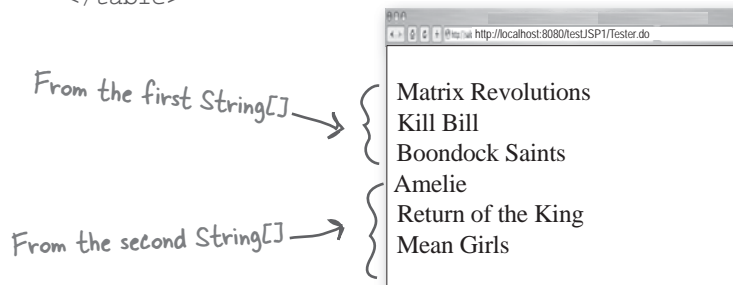 </table>
http://localhost:8080/testJSP1/Tester.do
From the first String[]
Matrix Revolutions
Kill Bill
Boondock Saints
From the second String[]
Amelie
Return of the King
Mean Girls